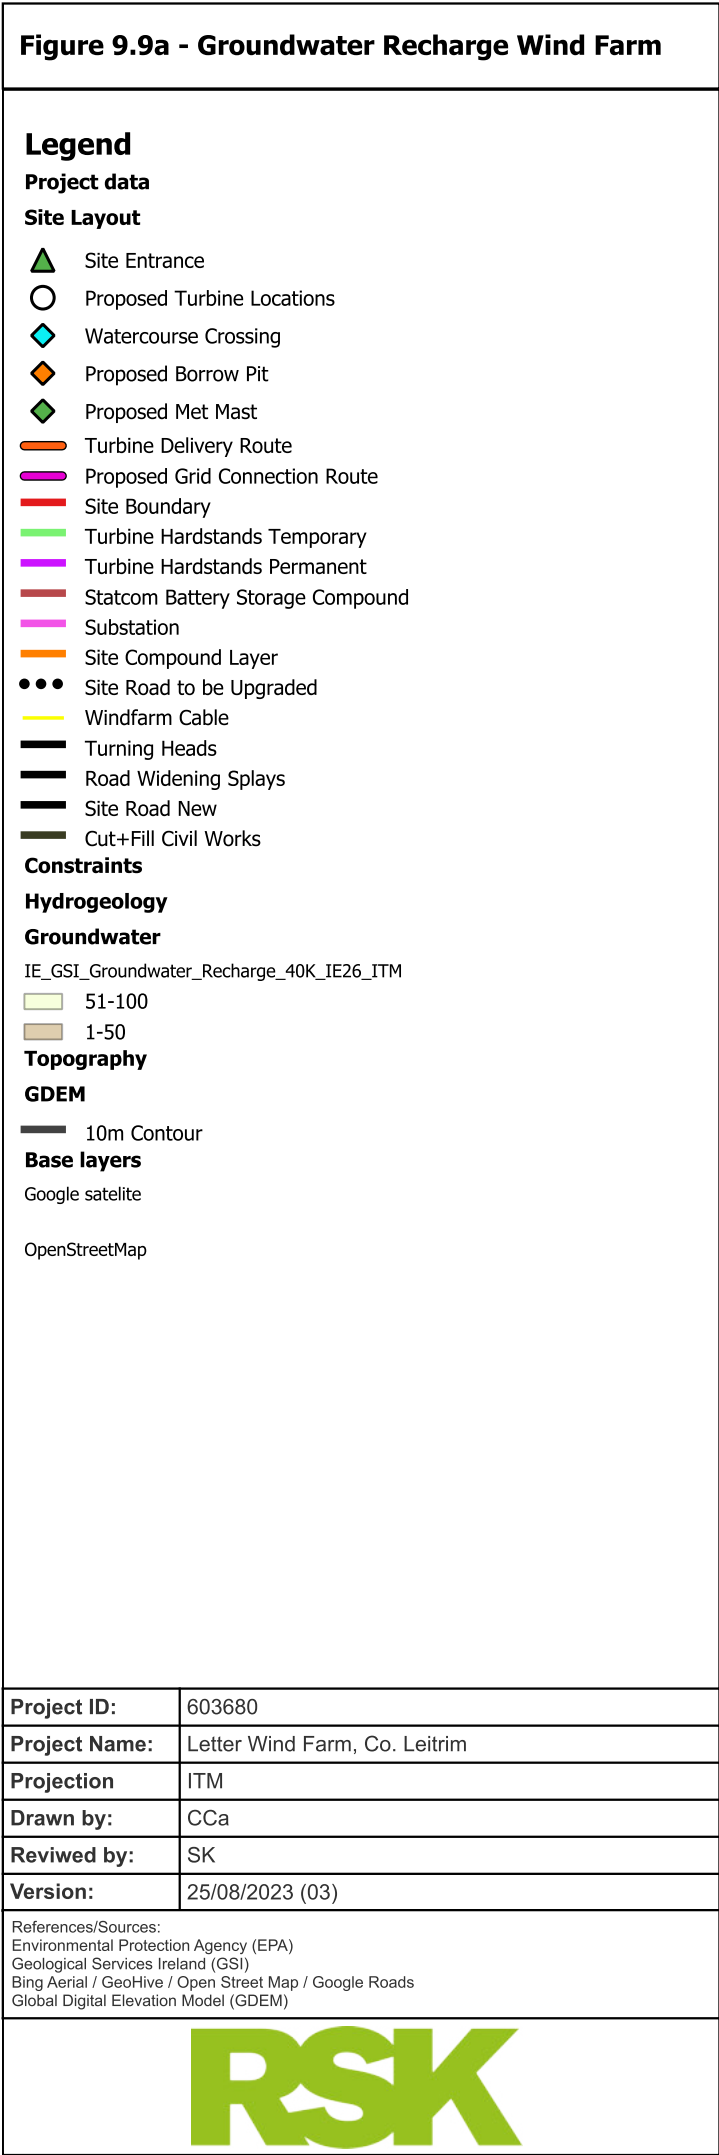 Figure 9.9a - Groundwater Recharge Wind Farm
Legend
Project data
Site Layout
Site Entrance
Proposed Turbine Locations
Watercourse Crossing
Proposed Borrow Pit
Proposed Met Mast
Turbine Delivery Route
Proposed Grid Connection Route
Site Boundary
Turbine Hardstands Temporary
Turbine Hardstands Permanent
Statcom Battery Storage Compound
Substation
Site Compound Layer
Site Road to be Upgraded
Windfarm Cable
Turning Heads
Road Widening Splays
Site Road New
Cut+Fill Civil Works
Constraints
Hydrogeology
Groundwater
IE_GSI_Groundwater_Recharge_40K_IE26_ITM
51-100
1-50
Topography
GDEM
10m Contour
Base layers
Google satelite
OpenStreetMap
Project ID: 603680
Project Name: Letter Wind Farm, Co. Leitrim
Projection ITM
Drawn by: CCa
Reviwed by: SK
Version: 25/08/2023 (03)
References/Sources:
Environmental Protection Agency (EPA)
Geological Services Ireland (GSI)
Bing Aerial / GeoHive / Open Street Map / Google Roads
Global Digital Elevation Model (GDEM)
RSK